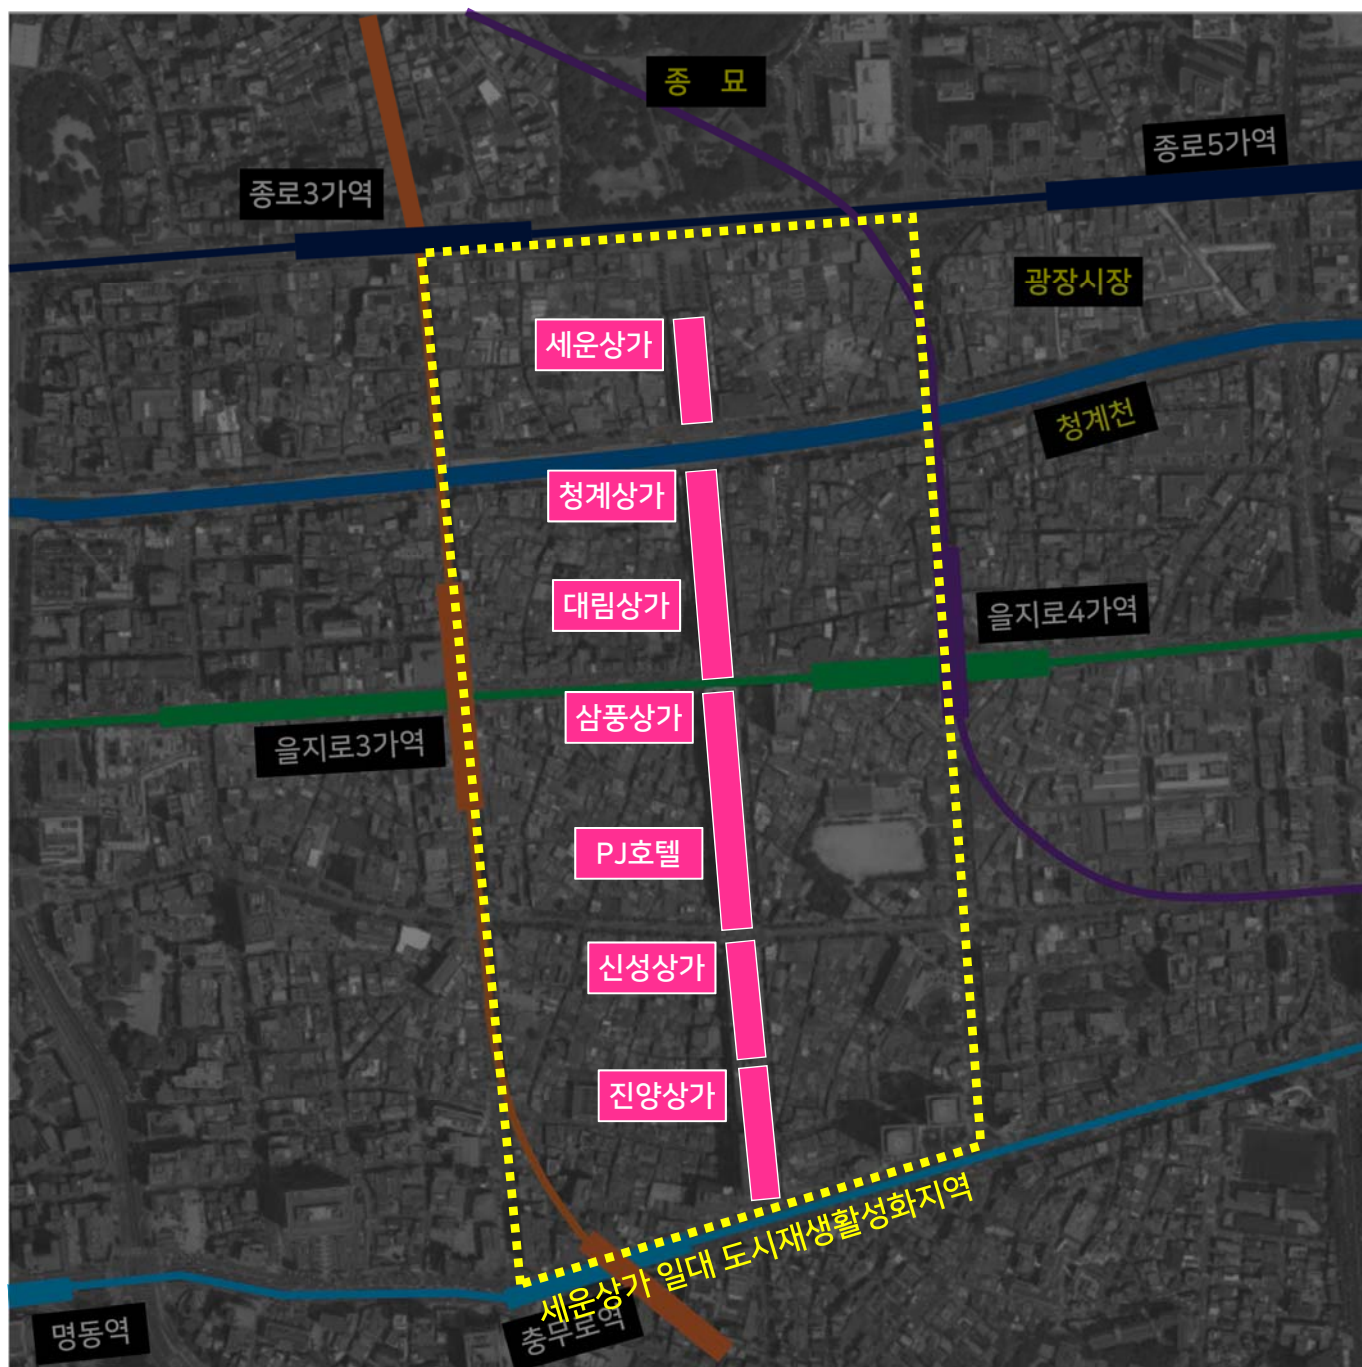 종 묘
종로5가역
종로3가역
광장시장
세운상가
청계천
청계상가
대림상가
을지로4가역
삼풍상가
을지로3가역
PJ호텔
신성상가
진양상가
세운상가 일대 도시재생활성화지역
충무로역
명동역